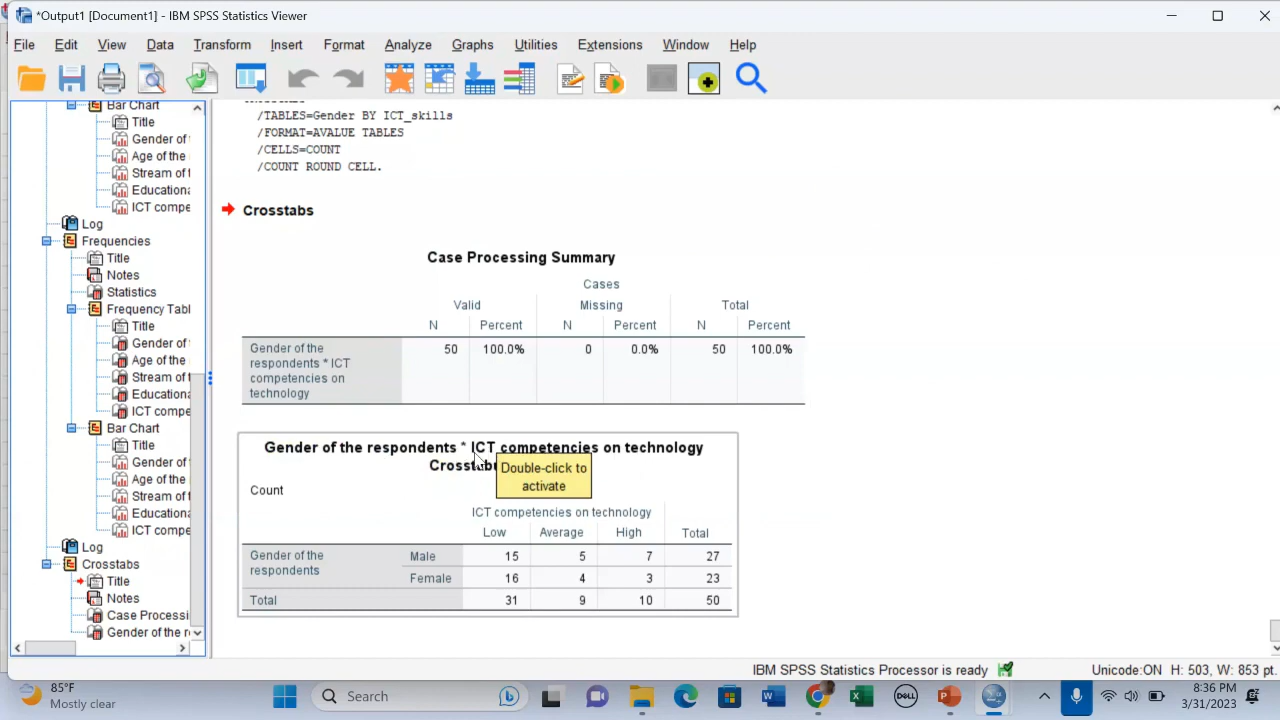 *Output1 [Document1] - IBM SPSS Statistics Viewer
File Edit View Data Transform Insert Format Analyze Graphs Utilities Extensions Window Help
Bar Chart
Title
Gender of
Age of the
Stream of
Educationa
ICT compe
Log
Frequencies
Title
Notes
Statistics
Frequency Tabl
Title
Gender of
Age of the
Stream of
Educationa
ICT compe
Bar Chart
Title
Gender of
Age of the
Stream of
Educationa
ICT compe
Log
Crosstabs
Title
Notes
Case Processi
Gender of the r
/TABLES=Gender BY ICT_skills
/FORMAT=AVALUE TABLES
/CELLS=COUNT
/COUNT ROUND CELL.
Crosstabs
Case Processing Summary
Cases
Valid Missing Total
N Percent N Percent N Percent
Gender of the respondents * ICT competencies on technology 50 100.0% 0 0.0% 50 100.0%
Gender of the respondents * ICT competencies on technology
Crosstabu
Double-click to
activate
Count
ICT competencies on technology
Low Average High Total
Gender of the respondents Male 15 5 7 27
Female 16 4 3 23
Total 31 9 10 50
IBM SPSS Statistics Processor is ready Unicode:ON H: 503, W: 853 pt.
85°F
Mostly clear
Search
DELL
8:36 PM
3/31/2023